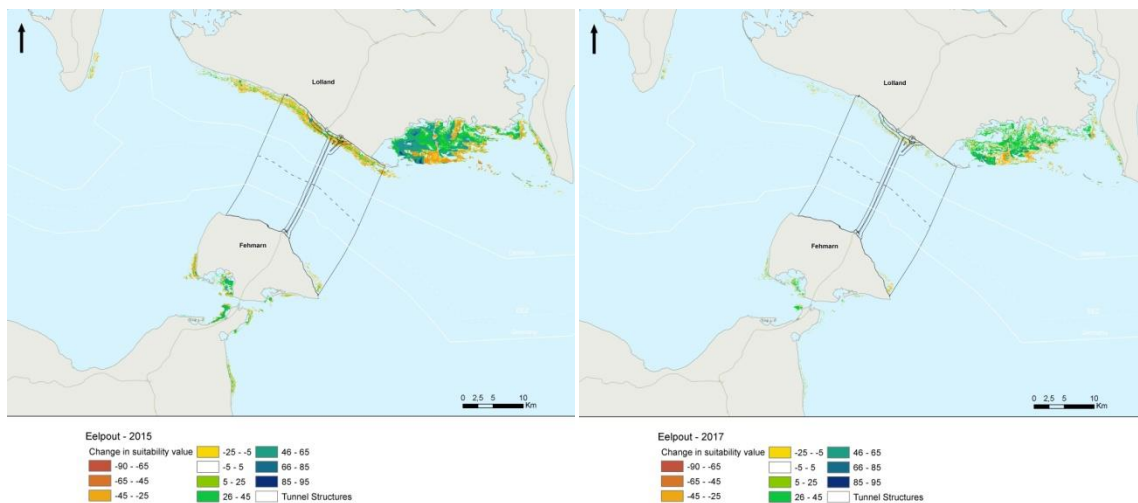 Lolland
Fehmarn
0 2,5 5 10
Km
Eelpout - 2015
Change in suitability value
-90 - -65
-65 - -45
-45 - -25
-25 - -5
-5 - 5
5 - 25
26 - 45
46 - 65
66 - 85
85 - 95
Tunnel Structures
Lolland
Fehmarn
0 2,5 5 10
Km
Eelpout - 2017
Change in suitability value
-90 - -65
-65 - -45
-45 - -25
-25 - -5
-5 - 5
5 - 25
26 - 45
46 - 65
66 - 85
85 - 95
Tunnel Structures